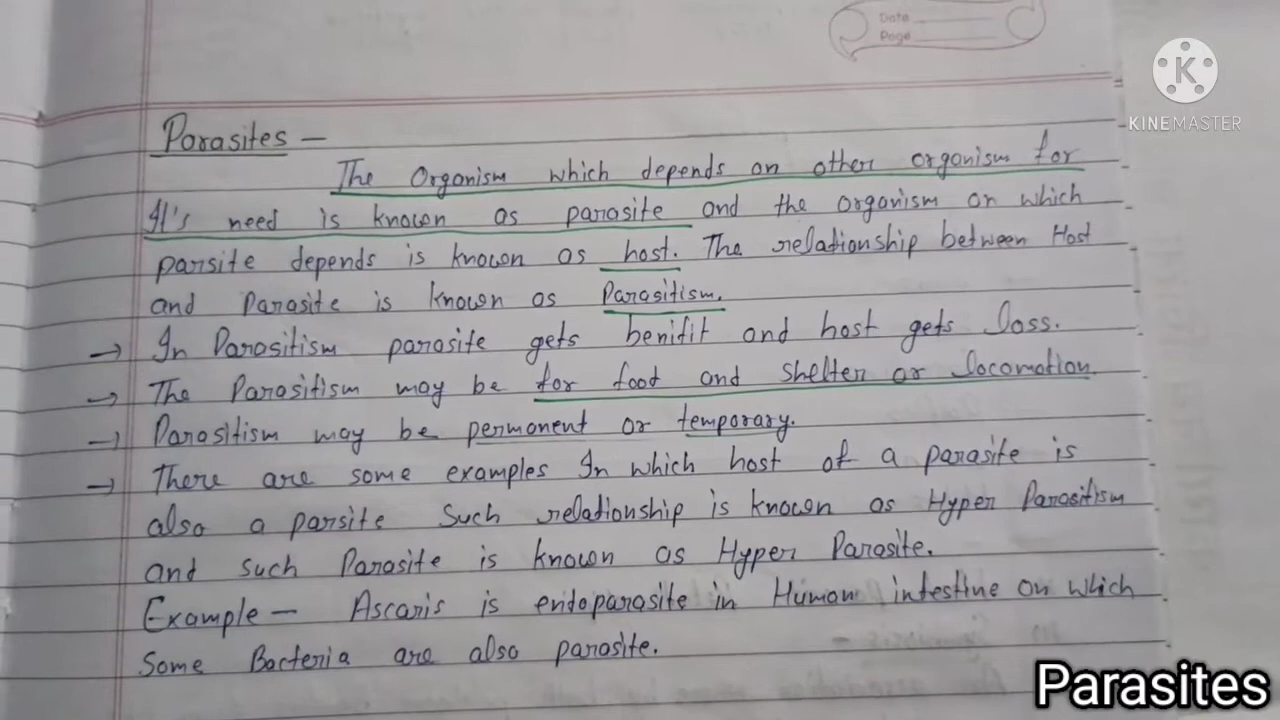 Date
Page
KINEMASTER
Parasites –
The Organism which depends on other organism for
It's need is known as parasite and the organism on which
parsite depends is known as host. The relationship between Host
and Parasite is known as Parasitism.
→ In Parasitism parasite gets benifit and host gets loss.
→ The Parasitism may be for food and shelter or locomotion.
→ Parasitism may be permanent or temporary.
→ There are some examples In which host of a parasite is
also a parsite Such relationship is known as Hyper Parasitism
and such Parasite is known as Hyper Parasite.
Example – Ascaris is endoparasite in Human intestine on which
Some Bacteria are also parasite.
Parasites